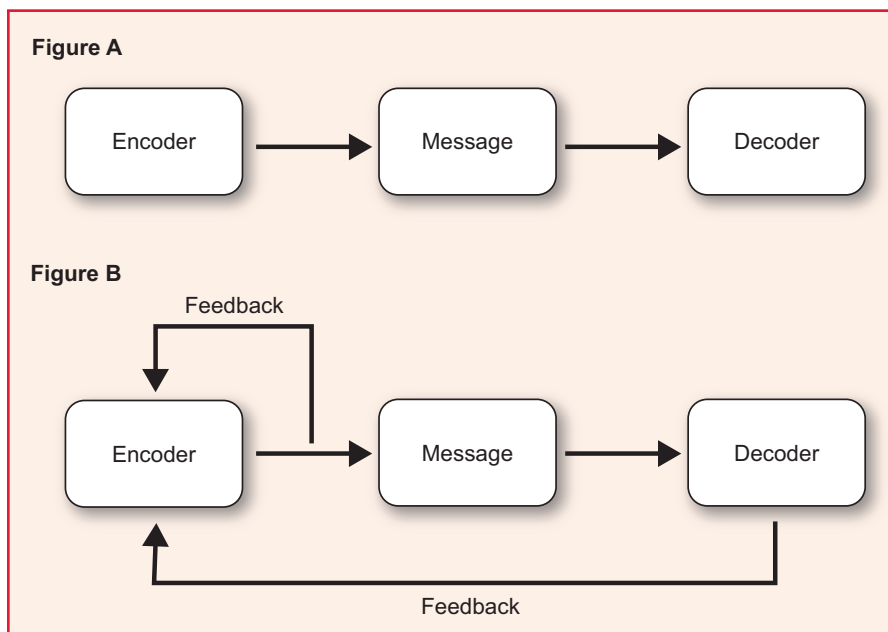 Figure A
Encoder
Message
Decoder
Figure B
Feedback
Encoder
Message
Decoder
Feedback